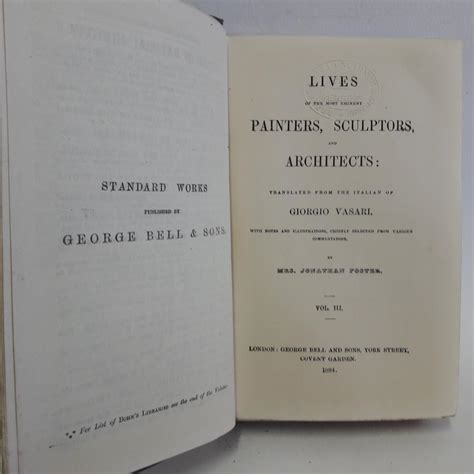 STANDARD WORKS
PUBLISHED BY
GEORGE BELL & SONS.
*** For List of BOHN'S LIBRARIES see the end of the Volume.
LIVES
OF THE MOST EMINENT
PAINTERS, SCULPTORS,
AND
ARCHITECTS:
TRANSLATED FROM THE ITALIAN OF
GIORGIO VASARI,
WITH NOTES AND ILLUSTRATIONS, CHIEFLY SELECTED FROM VARIOUS
COMMENTATORS,
BY
MRS. JONATHAN FOSTER.
VOL. III.
LONDON: GEORGE BELL AND SONS, YORK STREET,
COVENT GARDEN.
1884.